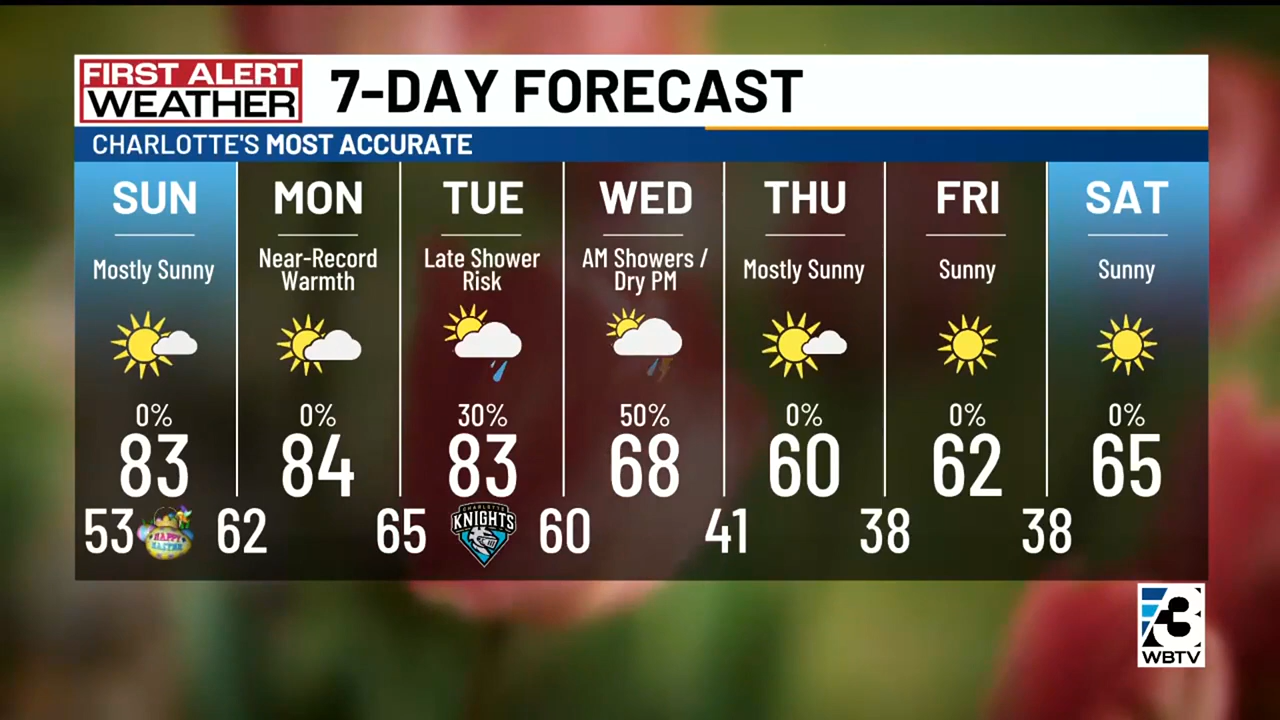 FIRST ALERT
WEATHER
7-DAY FORECAST
CHARLOTTE'S MOST ACCURATE
SUN
Mostly Sunny
0%
83
MON
Near-Record
Warmth
0%
84
TUE
Late Shower
Risk
30%
83
WED
AM Showers /
Dry PM
50%
68
THU
Mostly Sunny
0%
60
FRI
Sunny
0%
62
SAT
Sunny
0%
65
53
HAPPY
EASTER
62
65
CHARLOTTE
KNIGHTS
60
41
38
38
3
WBTV